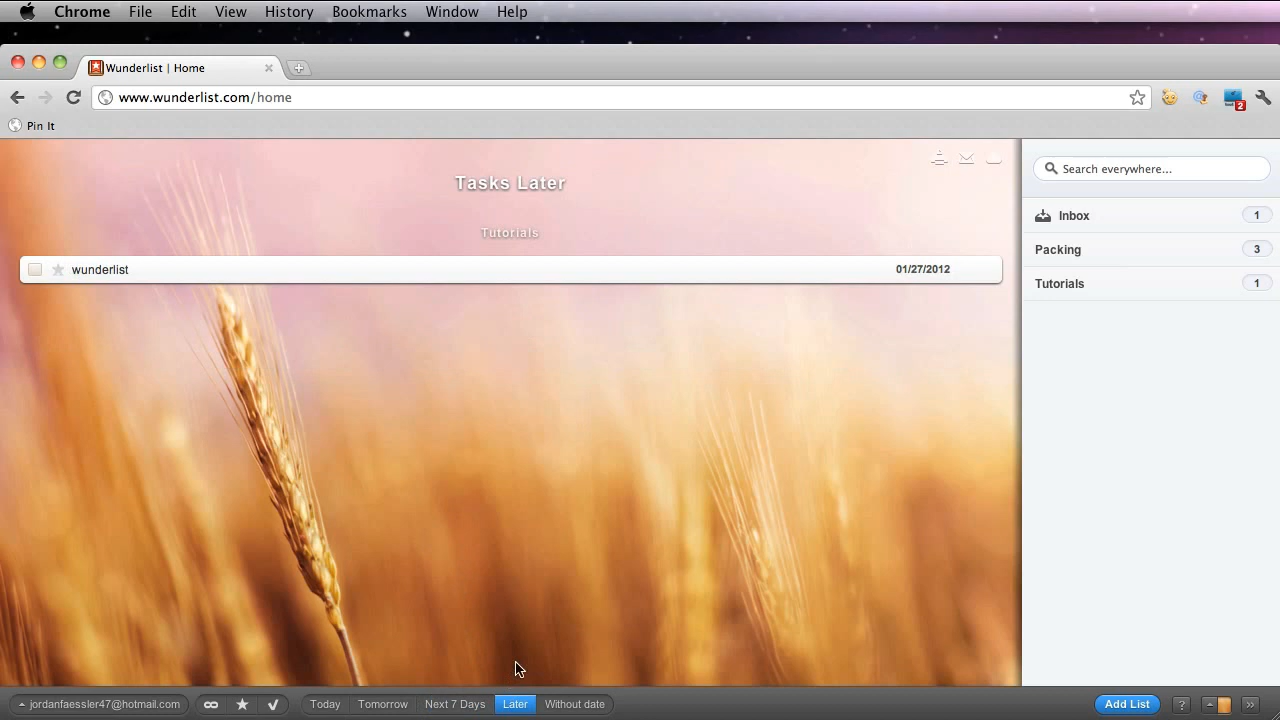 Chrome File Edit View History Bookmarks Window Help
Wunderlist | Home
www.wunderlist.com/home
2
Pin It
Tasks Later
Search everywhere...
Tutorials
wunderlist 01/27/2012
Inbox 1
Packing 3
Tutorials 1
jordanfaessler47@hotmail.com Today Tomorrow Next 7 Days Later Without date Add List ? »